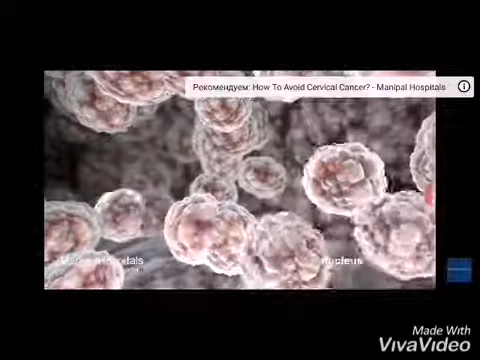 Рекомендуем: How To Avoid Cervical Cancer? - Manipal Hospitals
nucleus
Made With
VivaVideo